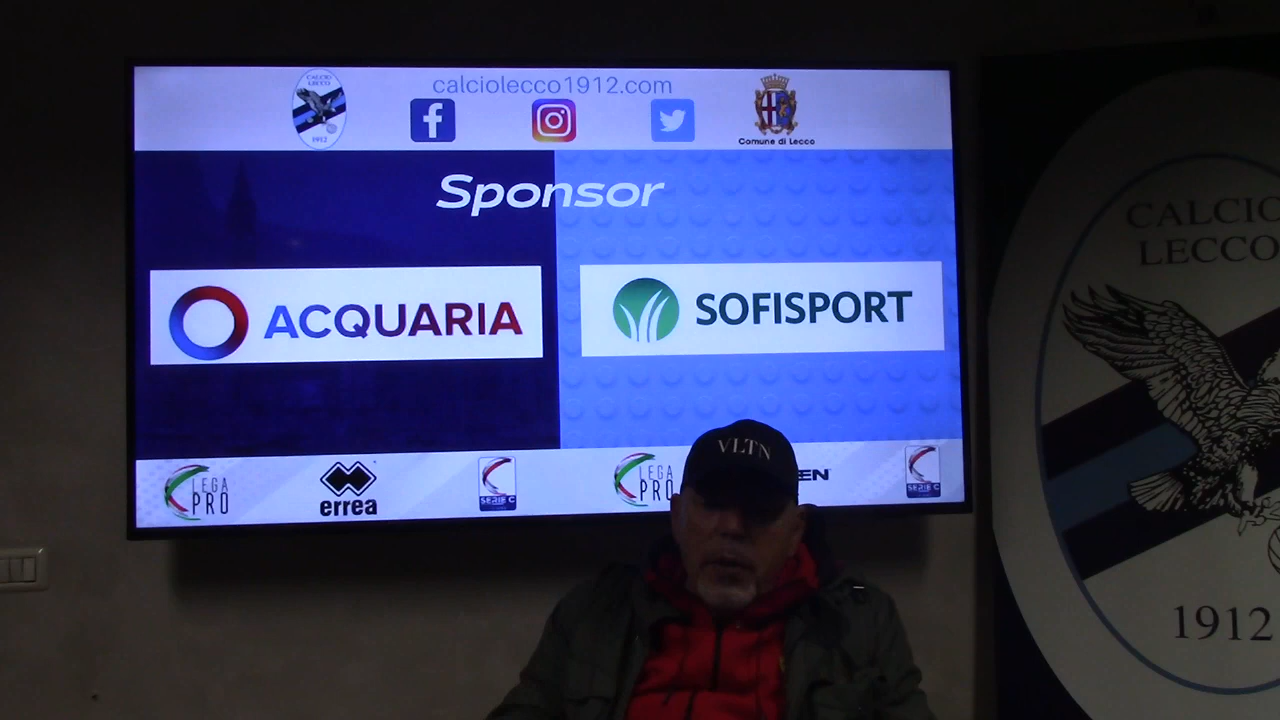 calciolecco1912.com
CALCIO
LECCO
1912
Comune di Lecco
Sponsor
ACQUARIA
SOFISPORT
LEGA
PRO
errea
SERIE C
LEGA
PRO
SERIE C
VLTN
CALCIO
LECCO
1912